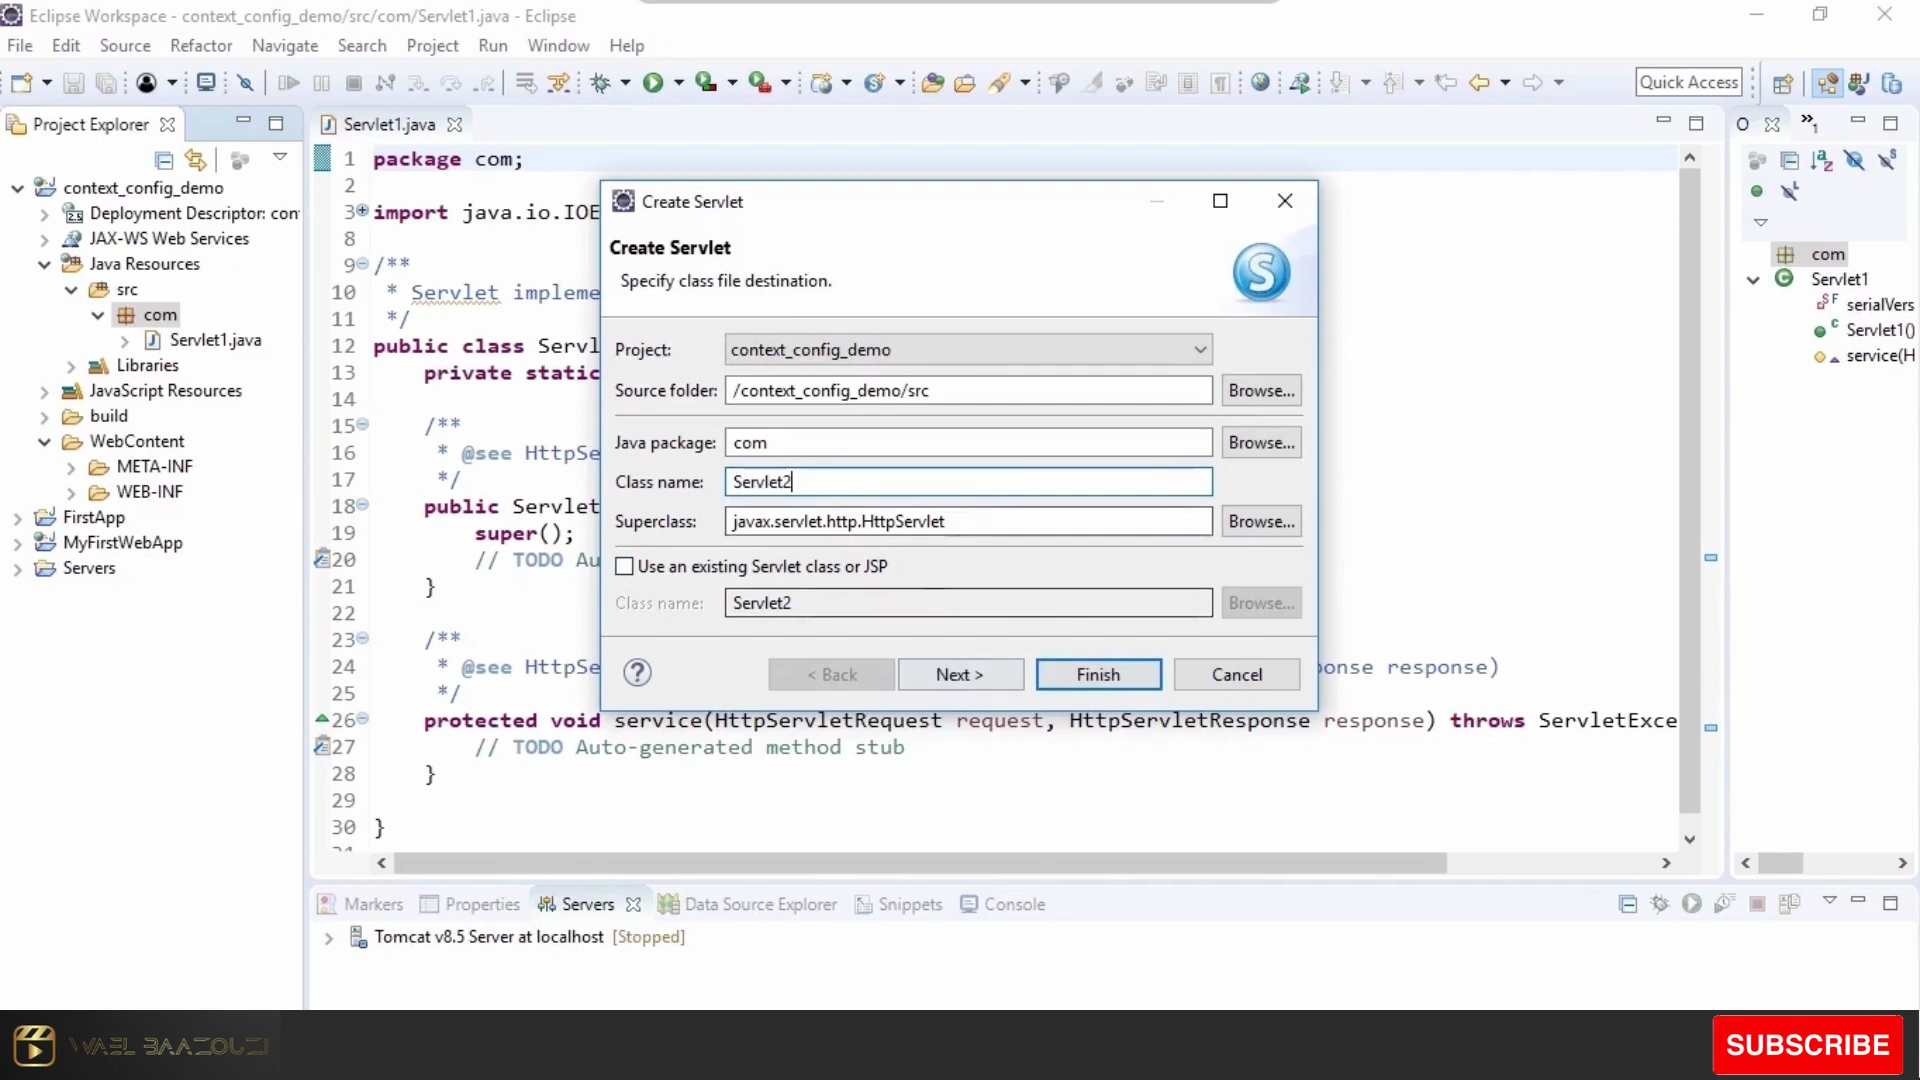 Eclipse Workspace - context_config_demo/src/com/Servlet1.java - Eclipse
File Edit Source Refactor Navigate Search Project Run Window Help
Quick Access
Project Explorer
context_config_demo
Deployment Descriptor: con
JAX-WS Web Services
Java Resources
src
com
Servlet1.java
Libraries
JavaScript Resources
build
WebContent
META-INF
WEB-INF
FirstApp
MyFirstWebApp
Servers
Servlet1.java
1 package com;
2
3 import java.io.IOE
8
9 /**
10 * Servlet impleme
11 */
12 public class Servl
13 private static
14
15 /**
16 * @see HttpSe
17 */
18 public Servlet
19 super();
20 // TODO Au
21 }
22
23 /**
24 * @see HttpSe onse response)
25 */
26 protected void service(HttpServletRequest request, HttpServletResponse response) throws ServletExce
27 // TODO Auto-generated method stub
28 }
29
30 }
Create Servlet
Create Servlet
Specify class file destination.
S
Project: context_config_demo
Source folder: /context_config_demo/src Browse...
Java package: com Browse...
Class name: Servlet2
Superclass: javax.servlet.http.HttpServlet Browse...
Use an existing Servlet class or JSP
Class name: Servlet2 Browse...
? < Back Next > Finish Cancel
O
com
Servlet1
serialVers
Servlet1()
service(H
Markers Properties Servers Data Source Explorer Snippets Console
Tomcat v8.5 Server at localhost [Stopped]
WAEL BAAZOUZI
SUBSCRIBE